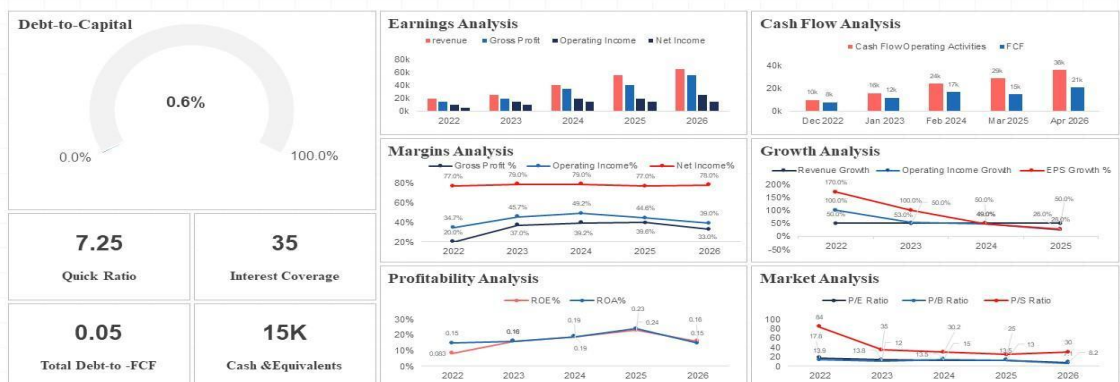 Debt-to-Capital
0.6%
0.0%
100.0%
7.25
Quick Ratio
35
Interest Coverage
0.05
Total Debt-to -FCF
15K
Cash &Equivalents
Earnings Analysis
revenue Gross Profit Operating Income Net Income
80k
60k
40k
20k
0k
2022 2023 2024 2025 2026
Margins Analysis
Gross Profit % Operating Income% Net Income%
80%
60%
40%
20%
77.0% 79.0% 79.0% 77.0% 78.0%
34.7% 45.7% 49.2% 44.6% 39.0%
20.0% 37.0% 39.2% 39.6% 33.0%
2022 2023 2024 2025 2026
Profitability Analysis
ROE% ROA%
30%
20%
10%
0%
0.15 0.16 0.19 0.23 0.16
0.083 0.19 0.24 0.15
2022 2023 2024 2025 2026
Cash Flow Analysis
Cash FlowOperating Activities FCF
40k
20k
0k
10k 8k 16k 12k 24k 17k 29k 15k 36k 21k
Dec 2022 Jan 2023 Feb 2024 Mar 2025 Apr 2026
Growth Analysis
Revenue Growth Operating Income Growth EPS Growth %
200%
150%
100%
50%
0%
-50%
170.0%
100.0% 100.0% 50.0% 50.0% 50.0%
50.0% 53.0% 49.0% 26.0%
2022 2023 2024 2025
Market Analysis
P/E Ratio P/B Ratio P/S Ratio
100
80
60
40
20
0
84 35 30.2 25 30
17.6 12 15 13 8.2
13.8 13.8
2022 2023 2024 2025 2026